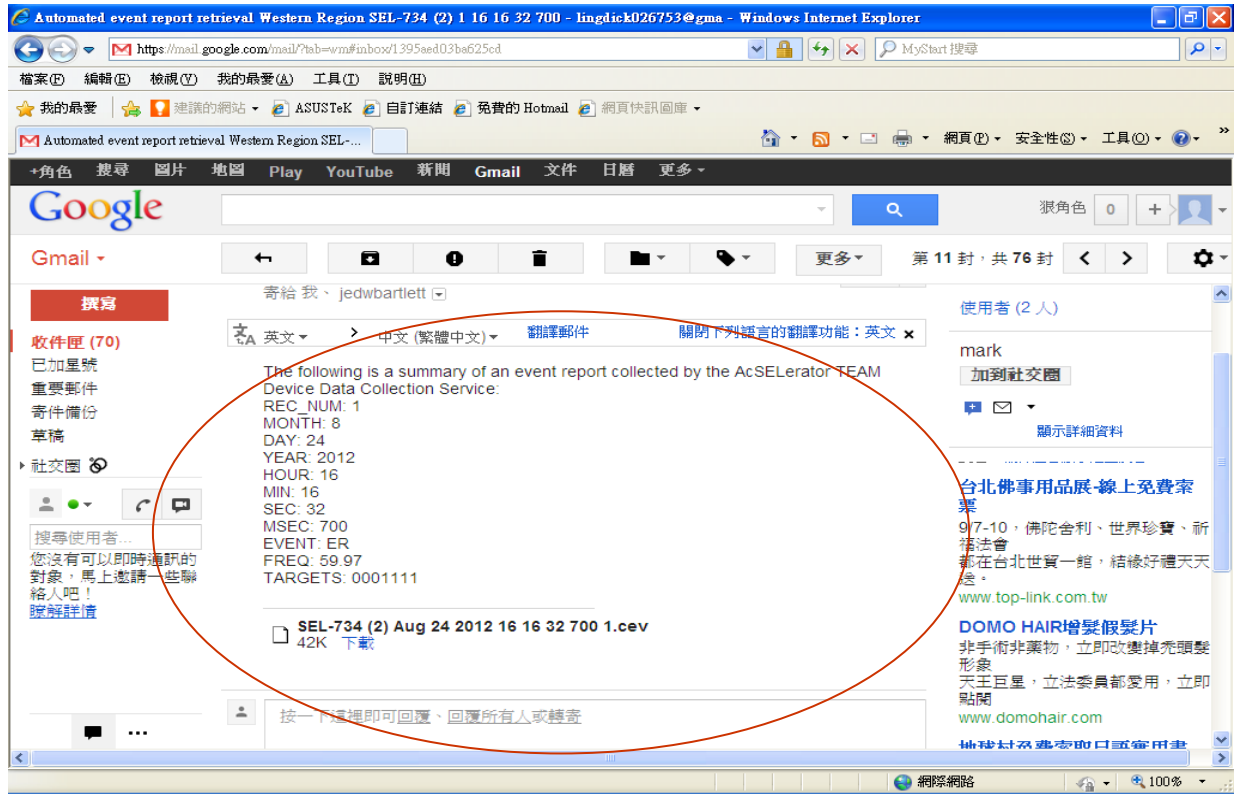 Automated event report retrieval Western Region SEL-734 (2) 1 16 16 32 700 - lingdick026753@gma - Windows Internet Explorer
https://mail.google.com/mail/?tab=wm#inbox/1395aed03ba625cd
MyStart 搜尋
檔案(F) 編輯(E) 檢視(V) 我的最愛(A) 工具(T) 說明(H)
我的最愛 建議的網站 ASUSTeK 自訂連結 免費的 Hotmail 網頁快訊圖庫
Automated event report retrieval Western Region SEL-...
網頁(P) 安全性(S) 工具(O)
+角色 搜尋 圖片 地圖 Play YouTube 新聞 Gmail 文件 日曆 更多
Google
狠角色 0 +
Gmail
更多
第 11 封，共 76 封
撰寫
收件匣 (70)
已加星號
重要郵件
寄件備份
草稿
社交圈
搜尋使用者...
您沒有可以即時通訊的
對象，馬上邀請一些聯
絡人吧！
瞭解詳情
寄給 我、 jedwbartlett
英文 > 中文 (繁體中文) 翻譯郵件 關閉下列語言的翻譯功能：英文 x
The following is a summary of an event report collected by the AcSELerator TEAM
Device Data Collection Service:
REC_NUM: 1
MONTH: 8
DAY: 24
YEAR: 2012
HOUR: 16
MIN: 16
SEC: 32
MSEC: 700
EVENT: ER
FREQ: 59.97
TARGETS: 0001111
SEL-734 (2) Aug 24 2012 16 16 32 700 1.cev
42K 下載
按一下這裡即可回覆、回覆所有人或轉寄
使用者 (2 人)
mark
加到社交圈
顯示詳細資料
台北佛事用品展-線上免費索
票
9/7-10，佛陀舍利、世界珍寶、祈
福法會
都在台北世貿一館，結緣好禮天天
送。
www.top-link.com.tw
DOMO HAIR增髮假髮片
非手術非藥物，立即改變掉禿頭髮
形象
天王巨星，立法委員都愛用，立即
點閱
www.domohair.com
地球村免費索取日語實用書
網際網路
100%